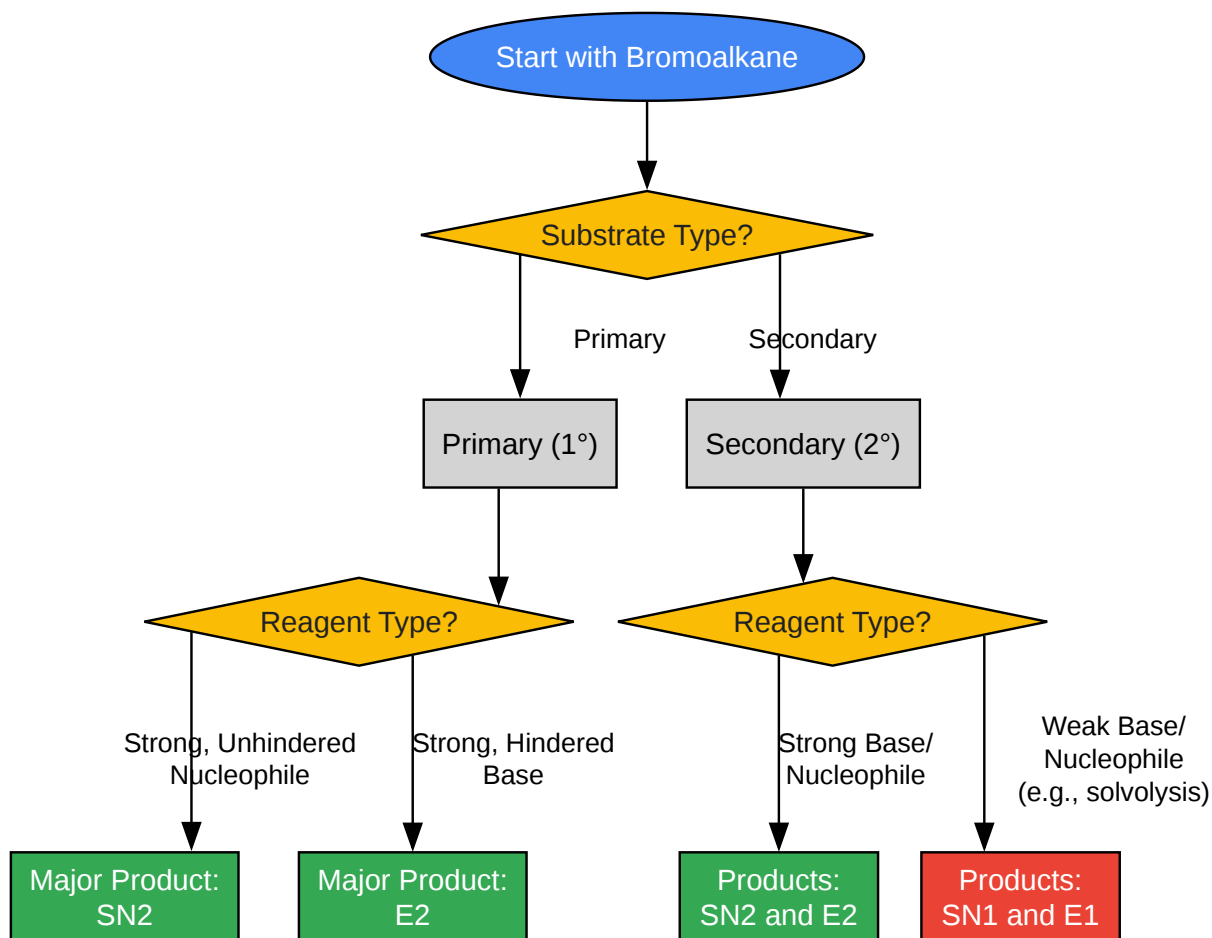 Start with Bromoalkane
Substrate Type?
Primary
Secondary
Primary (1°)
Secondary (2°)
Reagent Type?
Reagent Type?
Strong, Unhindered
Nucleophile
Strong, Hindered
Base
Strong Base/
Nucleophile
Weak Base/
Nucleophile
(e.g., solvolysis)
Major Product:
SN2
Major Product:
E2
Products:
SN2 and E2
Products:
SN1 and E1